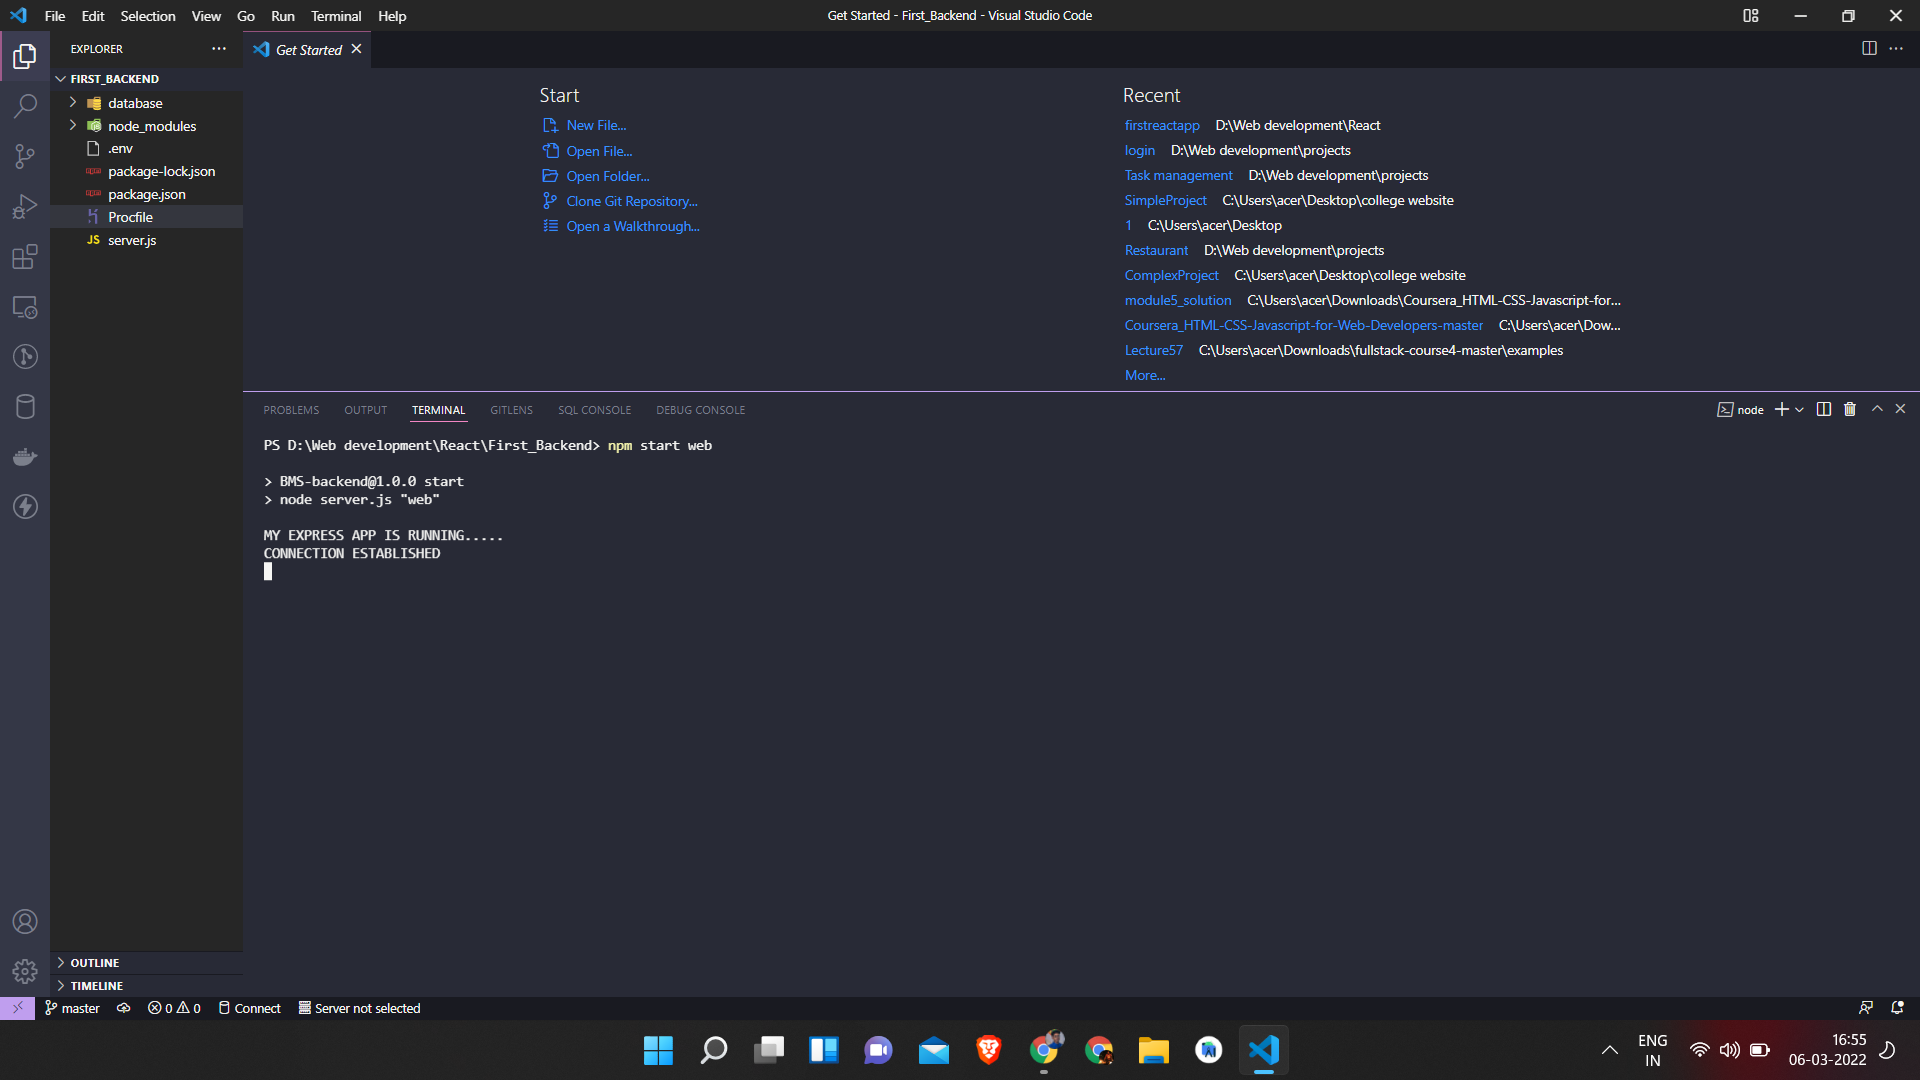 File Edit Selection View Go Run Terminal Help
Get Started - First_Backend - Visual Studio Code
EXPLORER
FIRST_BACKEND
database
node_modules
.env
package-lock.json
package.json
Procfile
JS server.js
OUTLINE
TIMELINE
Get Started
Start
New File...
Open File...
Open Folder...
Clone Git Repository...
Open a Walkthrough...
Recent
firstreactapp D:\Web development\React
login D:\Web development\projects
Task management D:\Web development\projects
SimpleProject C:\Users\acer\Desktop\college website
1 C:\Users\acer\Desktop
Restaurant D:\Web development\projects
ComplexProject C:\Users\acer\Desktop\college website
module5_solution C:\Users\acer\Downloads\Coursera_HTML-CSS-Javascript-for...
Coursera_HTML-CSS-Javascript-for-Web-Developers-master C:\Users\acer\Dow...
Lecture57 C:\Users\acer\Downloads\fullstack-course4-master\examples
More...
PROBLEMS OUTPUT TERMINAL GITLENS SQL CONSOLE DEBUG CONSOLE
node
PS D:\Web development\React\First_Backend> npm start web
> BMS-backend@1.0.0 start
> node server.js "web"
MY EXPRESS APP IS RUNNING.....
CONNECTION ESTABLISHED
master 0 0 Connect Server not selected
ENG
IN
16:55
06-03-2022